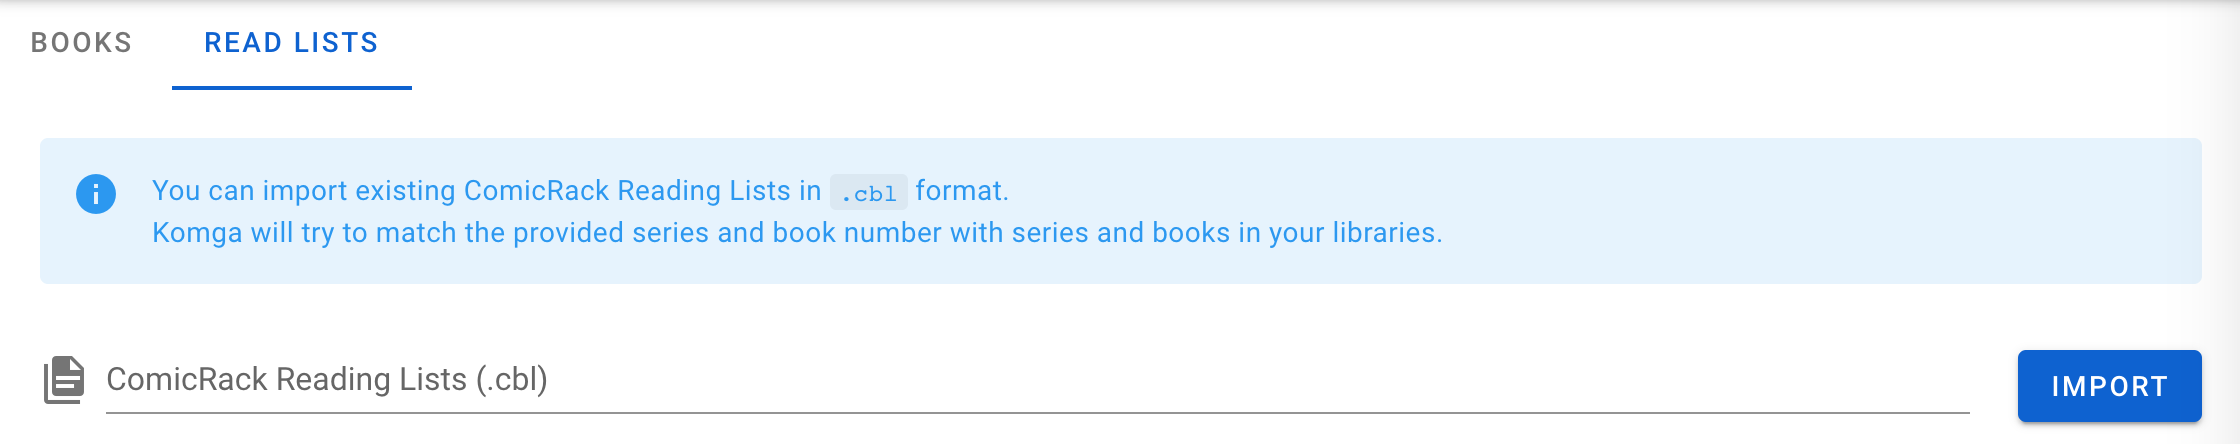 BOOKS READ LISTS
You can import existing ComicRack Reading Lists in .cbl format.
Komga will try to match the provided series and book number with series and books in your libraries.
ComicRack Reading Lists (.cbl) IMPORT